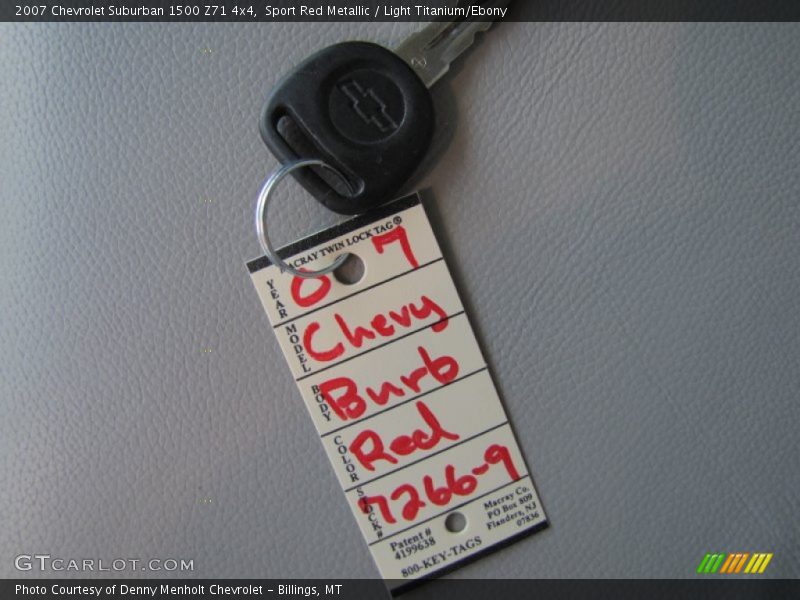 2007 Chevrolet Suburban 1500 Z71 4x4, Sport Red Metallic / Light Titanium/Ebony
MACRAY TWIN LOCK TAG®
YEAR 0 7
MODEL Chevy
BODY Burb
COLOR Red
STOCK# 7266-9
Patent #
4199638
800-KEY-TAGS
Macray Co.
PO Box 809
Flanders, NJ
07836
GTCARLOT.COM
Photo Courtesy of Denny Menholt Chevrolet – Billings, MT